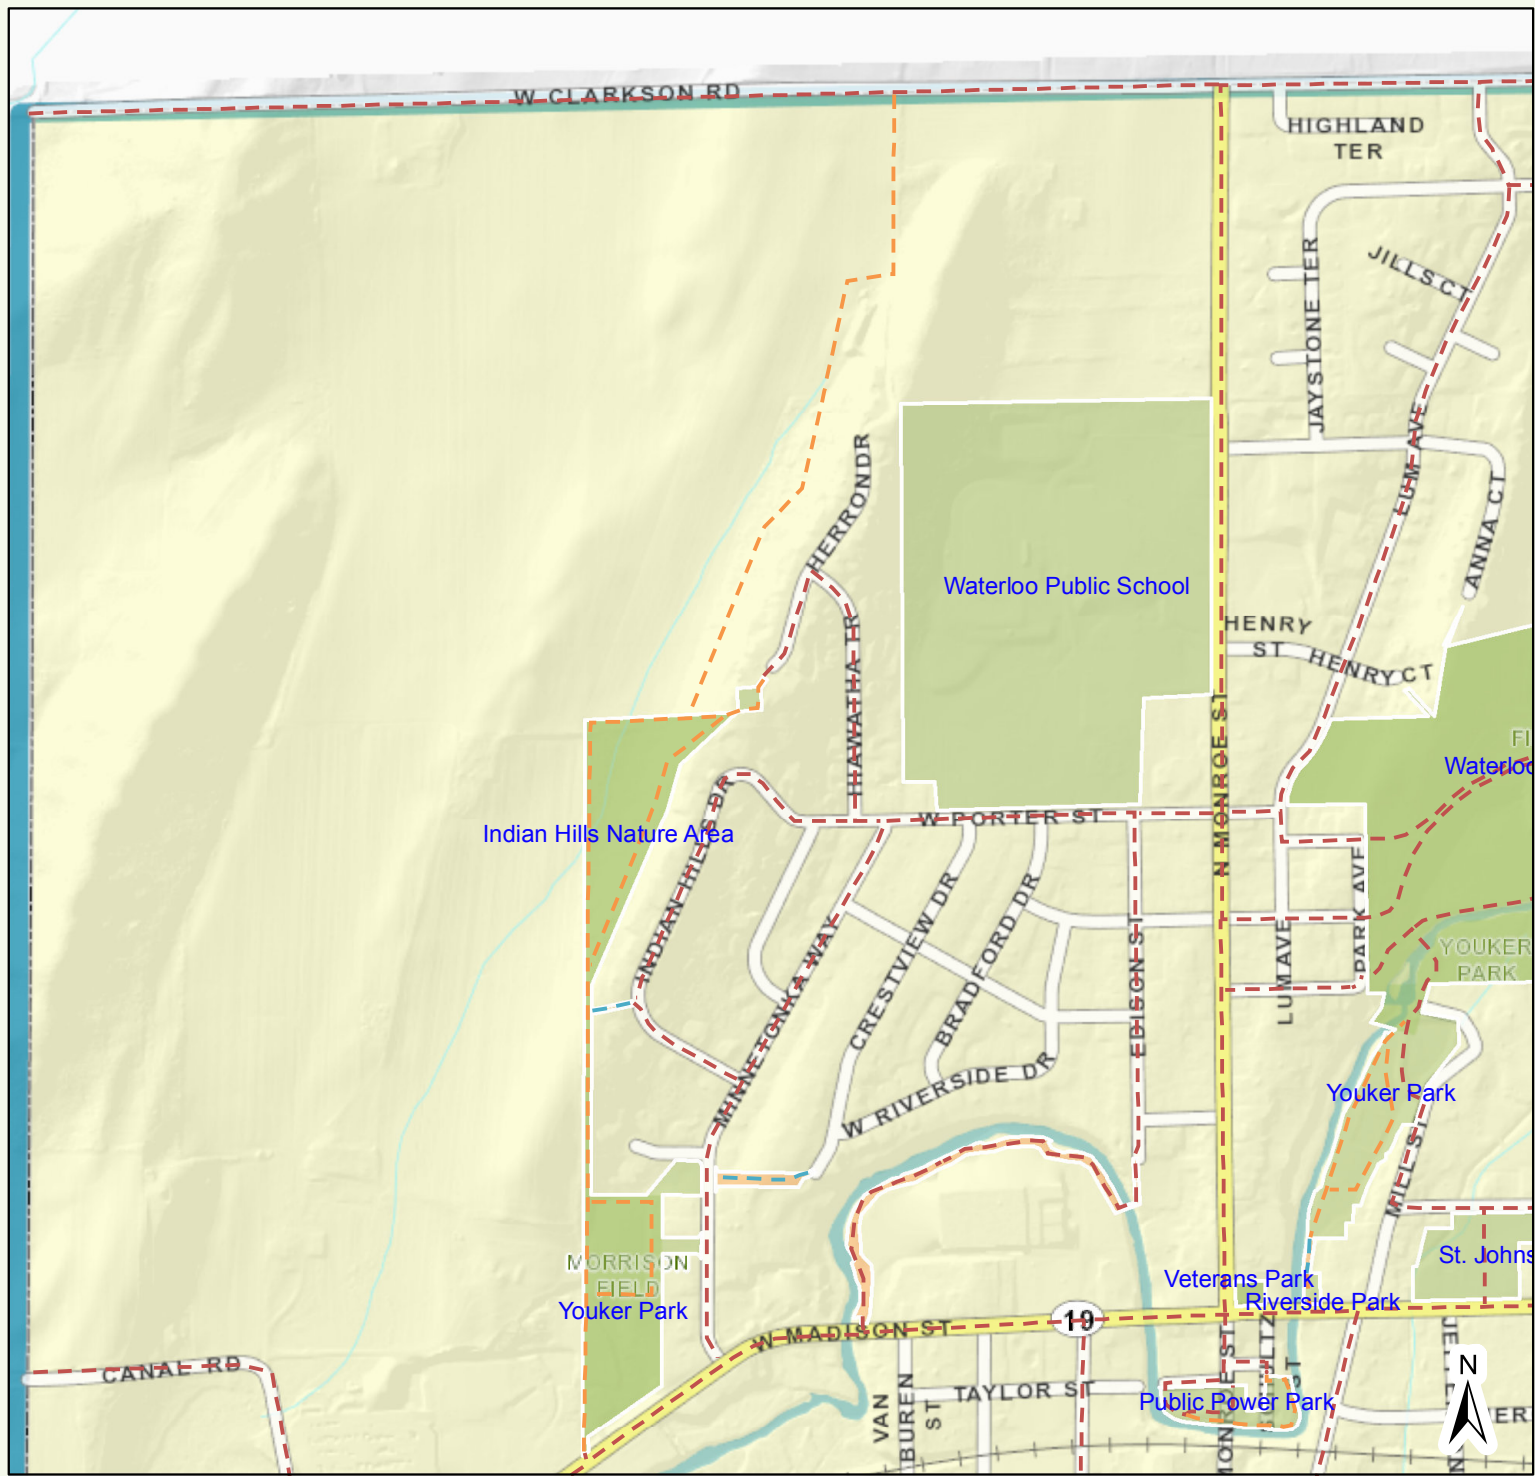 W CLARKSON RD
HIGHLAND
TER
JILLS CT
JAYSTONE TER
LUM AVE
HERRON DR
ANNA CT
Waterloo Public School
HENRY
ST
HENRY CT
HIAWATHA TR
N MONROE ST
FI
Waterloo
W PORTER ST
INDIAN HILLS DR
Indian Hills Nature Area
MINNETONKA WAY
CRESTVIEW DR
BRADFORD DR
EDISON ST
LUM AVE
PARK AVE
YOUKER
PARK
W RIVERSIDE DR
Youker Park
MILL ST
MORRISON
FIELD
Youker Park
St. Johns
Veterans Park
Riverside Park
W MADISON ST
19
CANAL RD
VAN
BUREN
ST
TAYLOR ST
Public Power Park
MONROE ST
ST
N